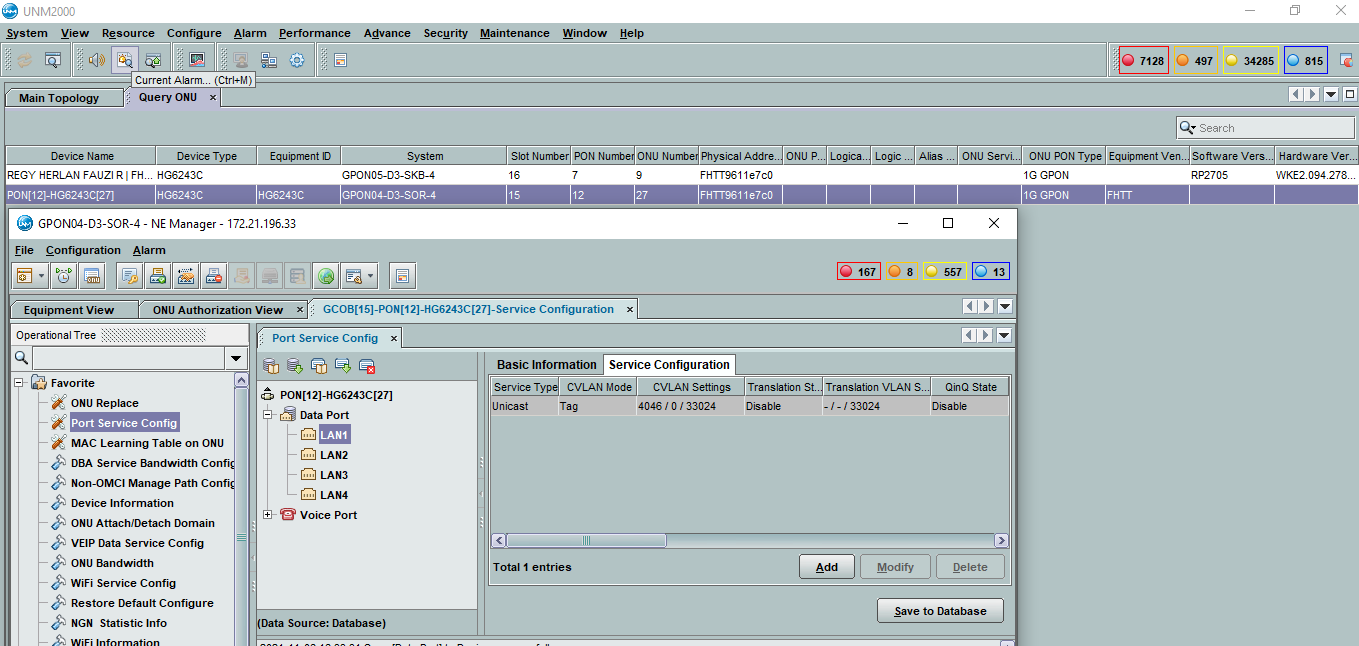 UNM2000
System View Resource Configure Alarm Performance Advance Security Maintenance Window Help
7128 497 34285 815
Current Alarm... (Ctrl+M)
Main Topology Query ONU ×
Search
Device Name Device Type Equipment ID System Slot Number PON Number ONU Number Physical Addre... ONU P... Logica... Logic ... Alias ... ONU Servi... ONU PON Type Equipment Ven... Software Vers... Hardware Ver...
REGY HERLAN FAUZI R | FH... HG6243C GPON05-D3-SKB-4 16 7 9 FHTT9611e7c0 1G GPON RP2705 WKE2.094.278...
PON[12]-HG6243C[27] HG6243C HG6243C GPON04-D3-SOR-4 15 12 27 FHTT9611e7c0 1G GPON FHTT
GPON04-D3-SOR-4 - NE Manager - 172.21.196.33
File Configuration Alarm
167 8 557 13
Equipment View ONU Authorization View × GCOB[15]-PON[12]-HG6243C[27]-Service Configuration ×
Operational Tree
Favorite
ONU Replace
Port Service Config
MAC Learning Table on ONU
DBA Service Bandwidth Config
Non-OMCI Manage Path Config
Device Information
ONU Attach/Detach Domain
VEIP Data Service Config
ONU Bandwidth
WiFi Service Config
Restore Default Configure
NGN Statistic Info
WiFi Information
Port Service Config ×
PON[12]-HG6243C[27]
Data Port
LAN1
LAN2
LAN3
LAN4
Voice Port
(Data Source: Database)
Basic Information Service Configuration
Service Type CVLAN Mode CVLAN Settings Translation St... Translation VLAN S... QinQ State
Unicast Tag 4046 / 0 / 33024 Disable - / - / 33024 Disable
Total 1 entries
Add Modify Delete
Save to Database